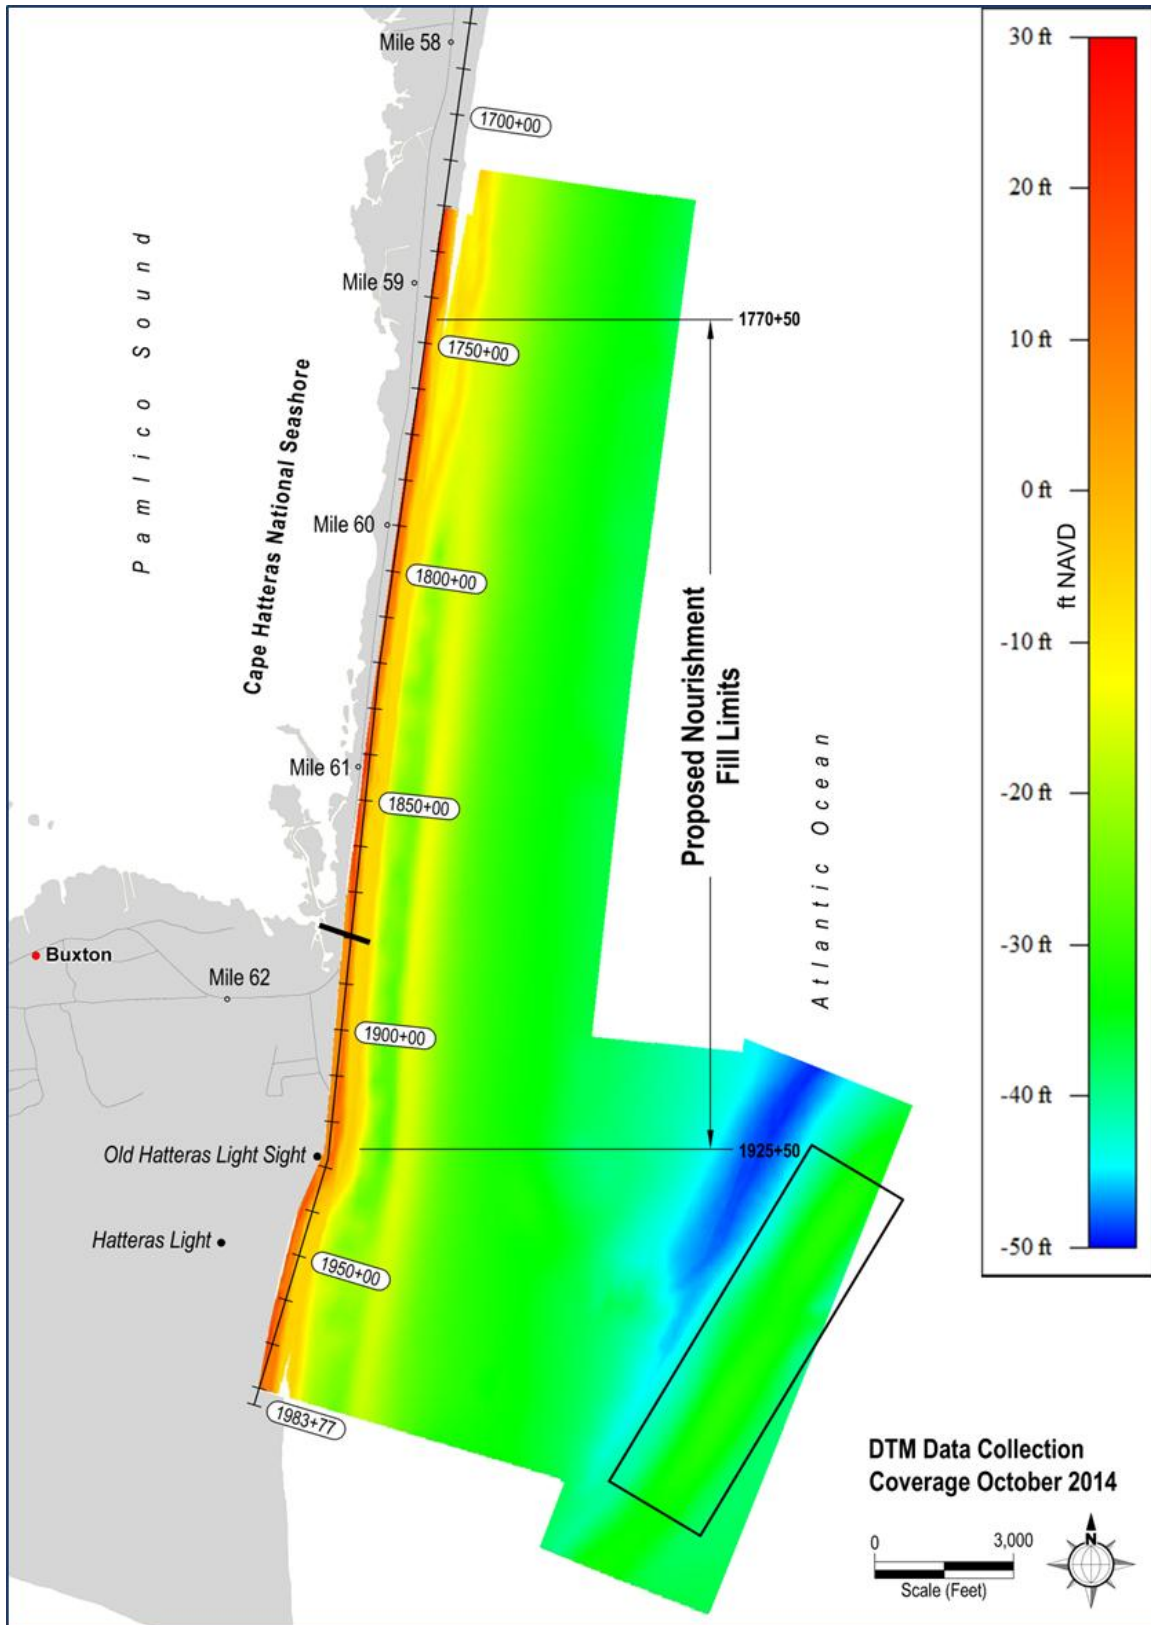 Mile 58
1700+00
Mile 59
1770+50
1750+00
Pamlico Sound
Cape Hatteras National Seashore
Mile 60
1800+00
Proposed Nourishment
Fill Limits
Mile 61
1850+00
Atlantic Ocean
Buxton
Mile 62
1900+00
Old Hatteras Light Sight
1925+50
Hatteras Light
1950+00
1983+77
30 ft
20 ft
10 ft
0 ft
-10 ft
-20 ft
-30 ft
-40 ft
-50 ft
ft NAVD
DTM Data Collection
Coverage October 2014
0 3,000
Scale (Feet)
N